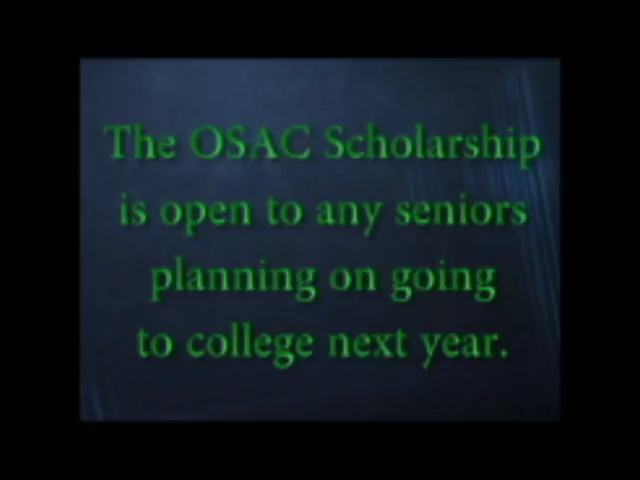 The OSAC Scholarship
is open to any seniors
planning on going
to college next year.